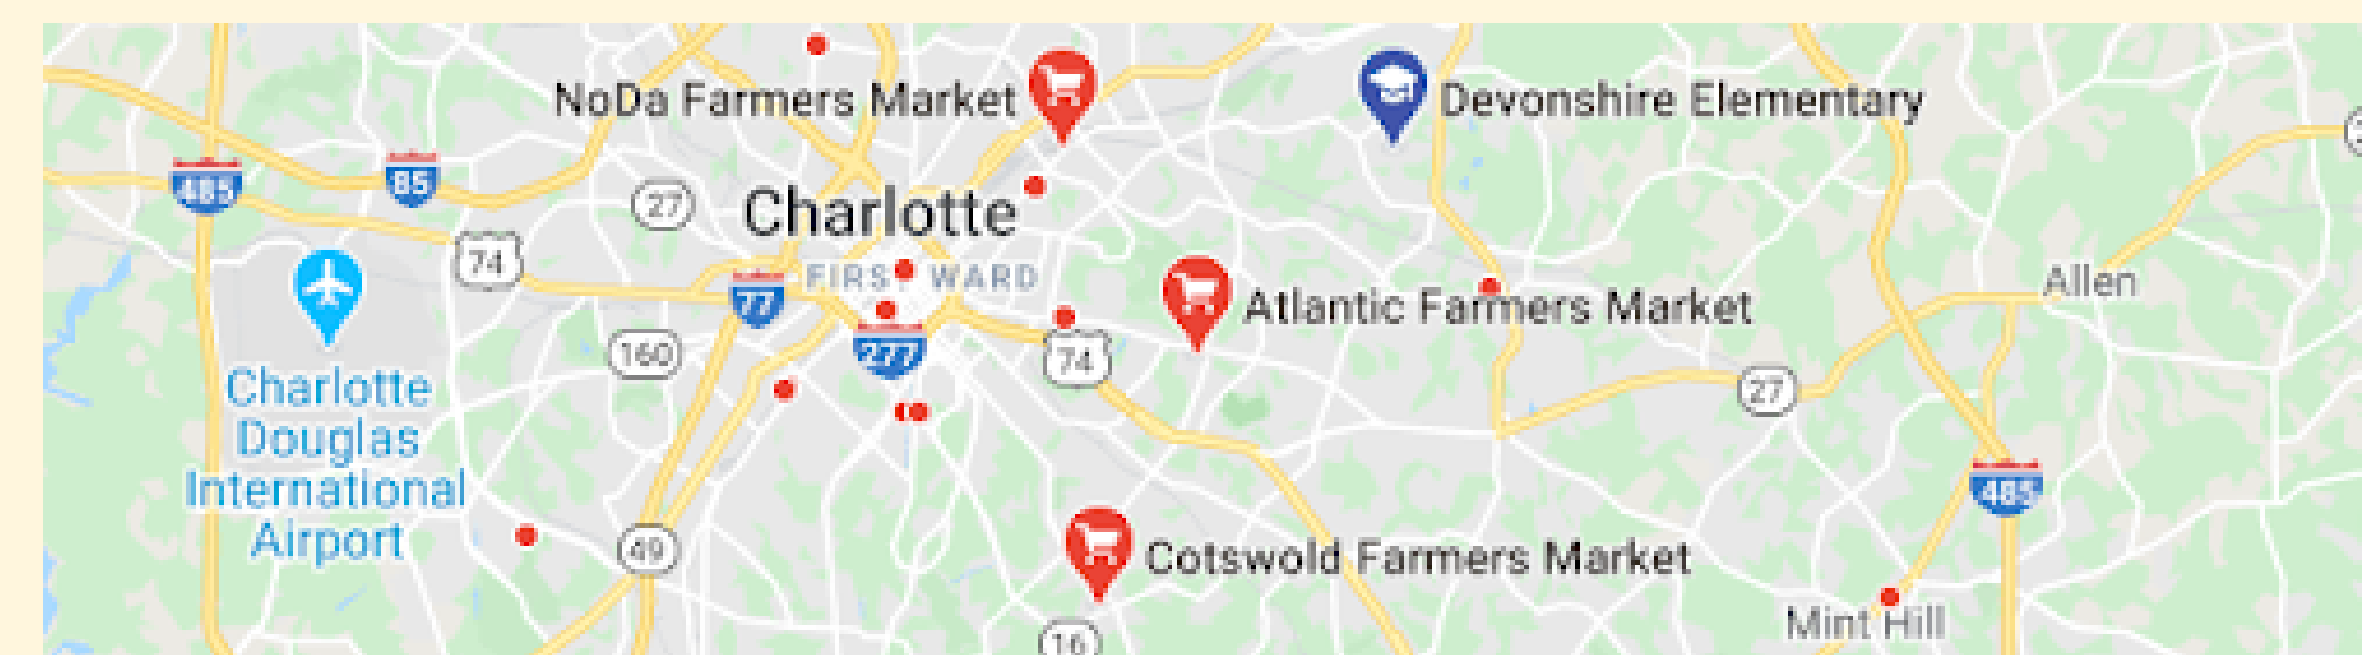 NoDa Farmers Market
Devonshire Elementary
485
85
27
Charlotte
74
FIRST WARD
77
Allen
Atlantic Farmers Market
160
277
74
Charlotte
Douglas
International
Airport
27
485
49
Cotswold Farmers Market
Mint Hill
16